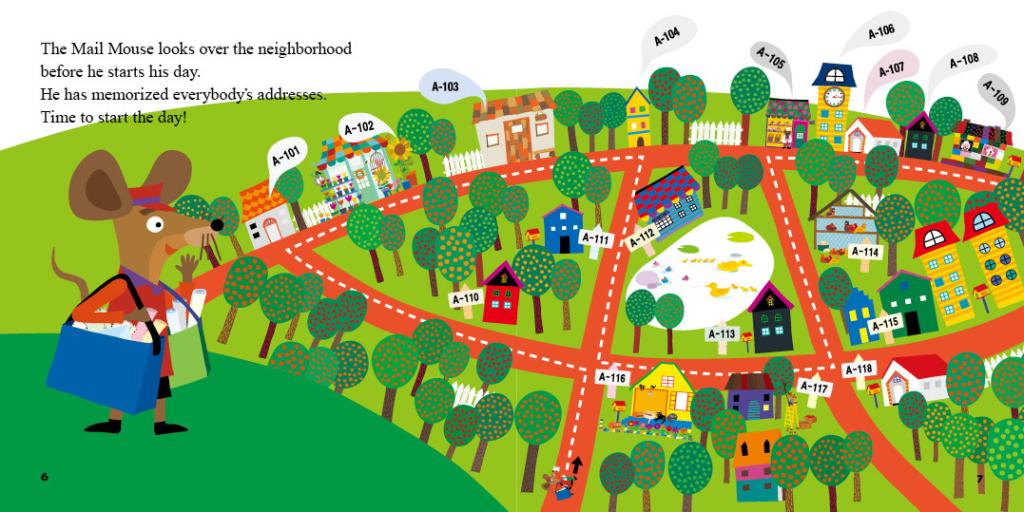 The Mail Mouse looks over the neighborhood
before he starts his day.
He has memorized everybody's addresses.
Time to start the day!
A-101
A-102
A-103
A-104
A-105
A-106
A-107
A-108
A-109
A-110
A-111
A-112
A-113
A-114
A-115
A-116
A-117
A-118
6
7